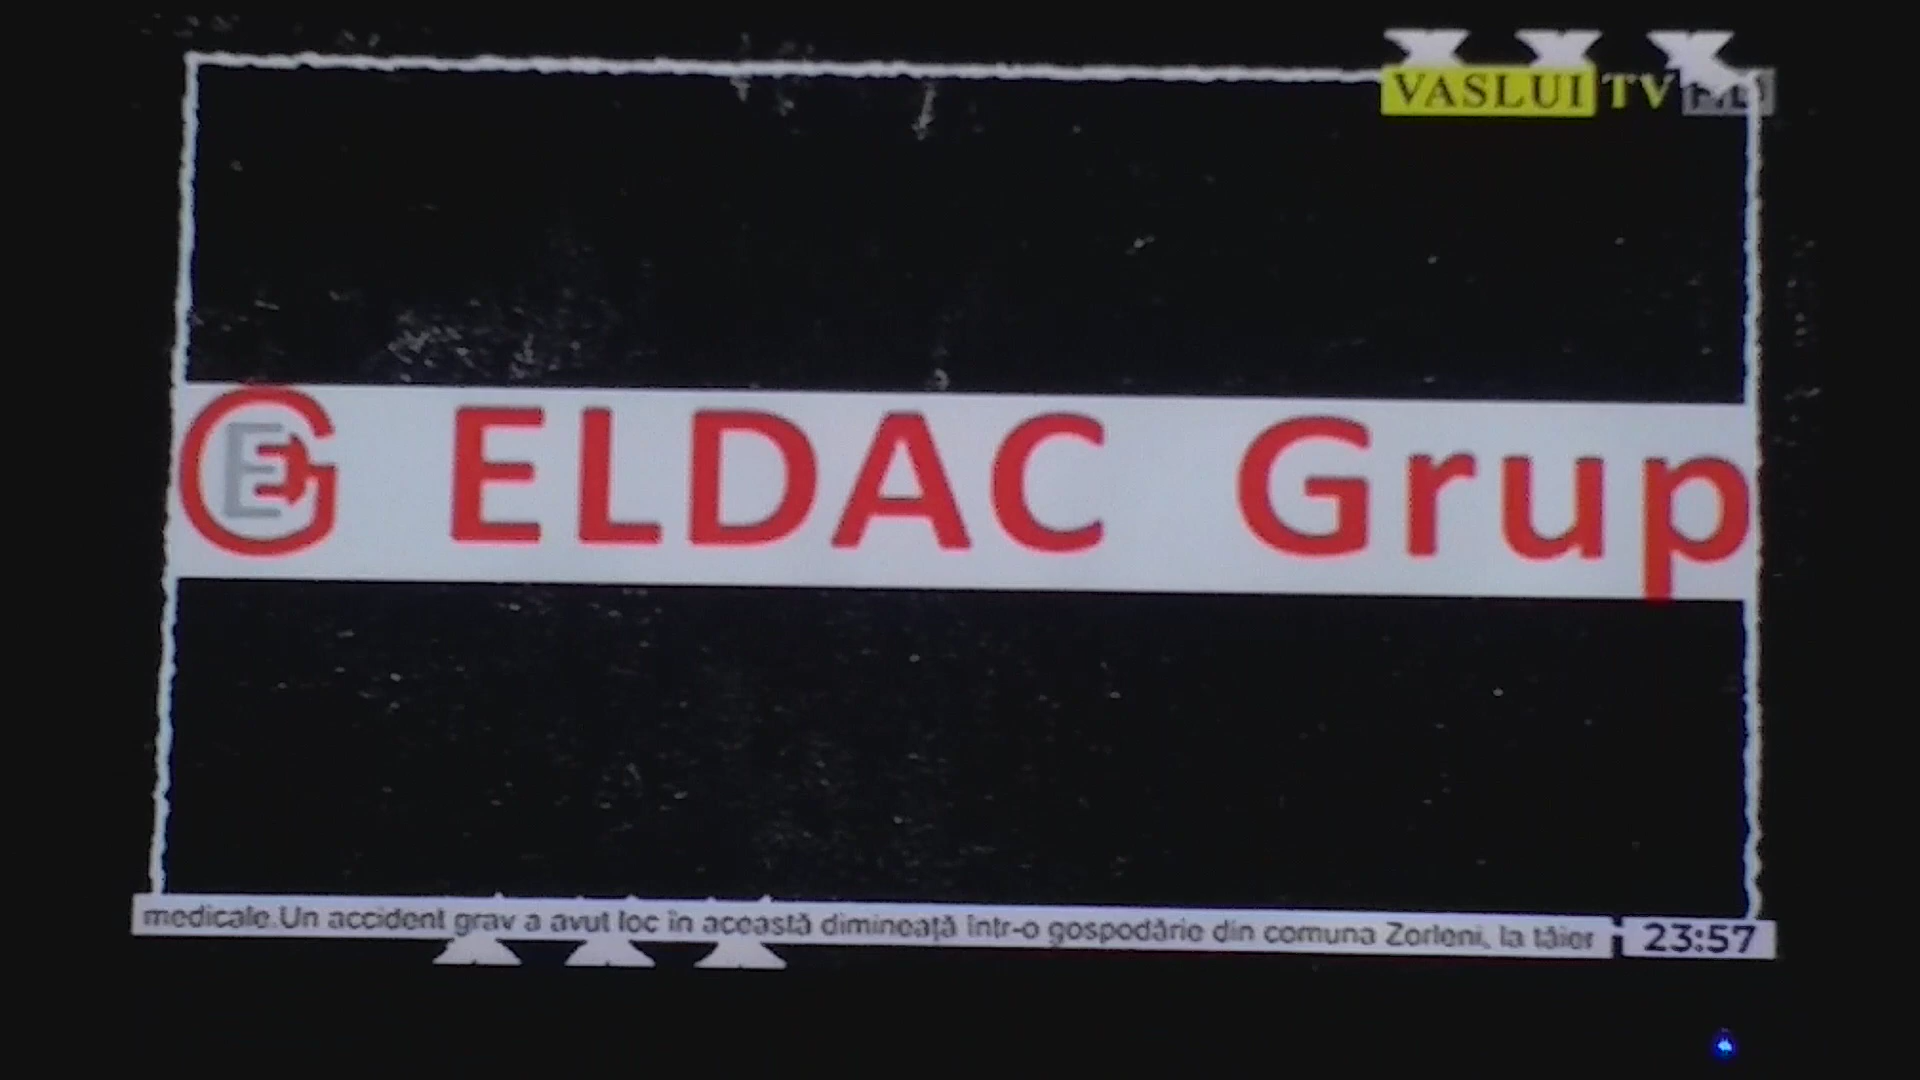 VASLUI TV HD
ELDAC Grup
medicale.Un accident grav a avut loc în această dimineață într-o gospodărie din comuna Zorleni, la tăier
23:57